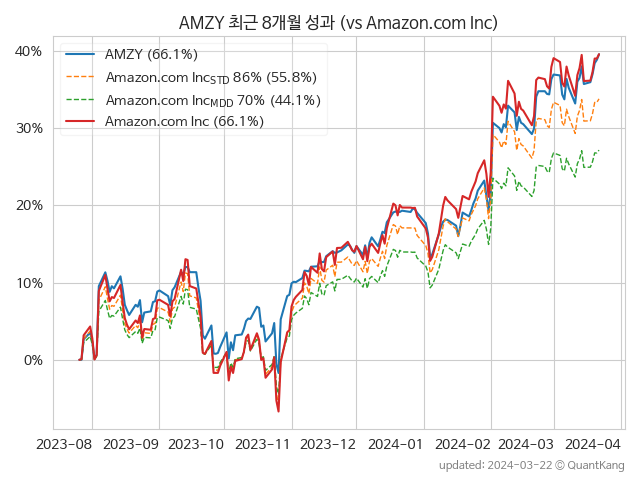 AMZY 최근 8개월 성과 (vs Amazon.com Inc)
AMZY (66.1%)
Amazon.com IncSTD 86% (55.8%)
Amazon.com IncMDD 70% (44.1%)
Amazon.com Inc (66.1%)
40%
30%
20%
10%
0%
2023-08 2023-09 2023-10 2023-11 2023-12 2024-01 2024-02 2024-03 2024-04
updated: 2024-03-22 © QuantKang